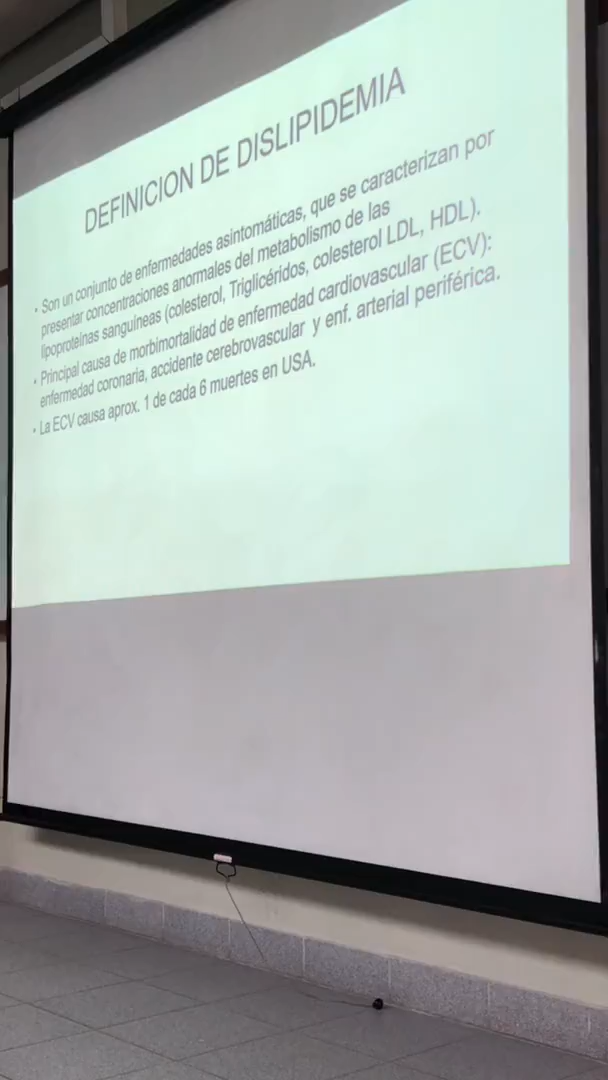 DEFINICION DE DISLIPIDEMIA
• Son un conjunto de enfermedades asintomáticas, que se caracterizan por
presentar concentraciones anormales del metabolismo de las
lipoproteínas sanguineas (colesterol, Triglicéridos, colesterol LDL, HDL).
• Principal causa de morbimortalidad de enfermedad cardiovascular (ECV):
enfermedad coronaria, accidente cerebrovascular y enf. arterial periférica.
• La ECV causa aprox. 1 de cada 6 muertes en USA.